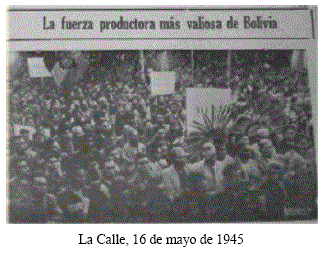 La fuerza productora más valiosa de Bolivia
La Calle, 16 de mayo de 1945